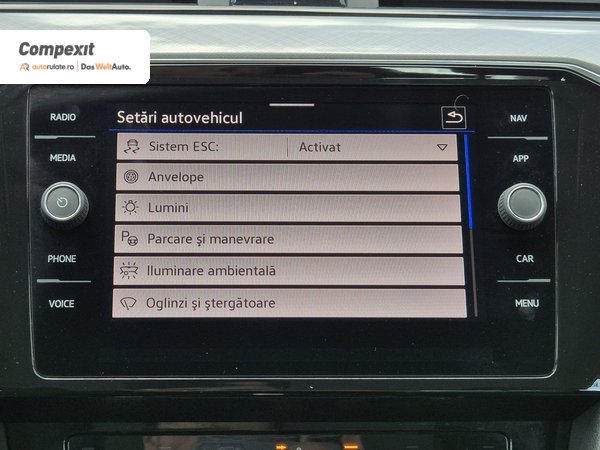 Compexit
autorulate.ro | Das WeltAuto.
RADIO
MEDIA
PHONE
VOICE
Setări autovehicul
Sistem ESC: Activat
Anvelope
Lumini
Parcare și manevrare
Iluminare ambientală
Oglinzi și ștergătoare
NAV
APP
CAR
MENU